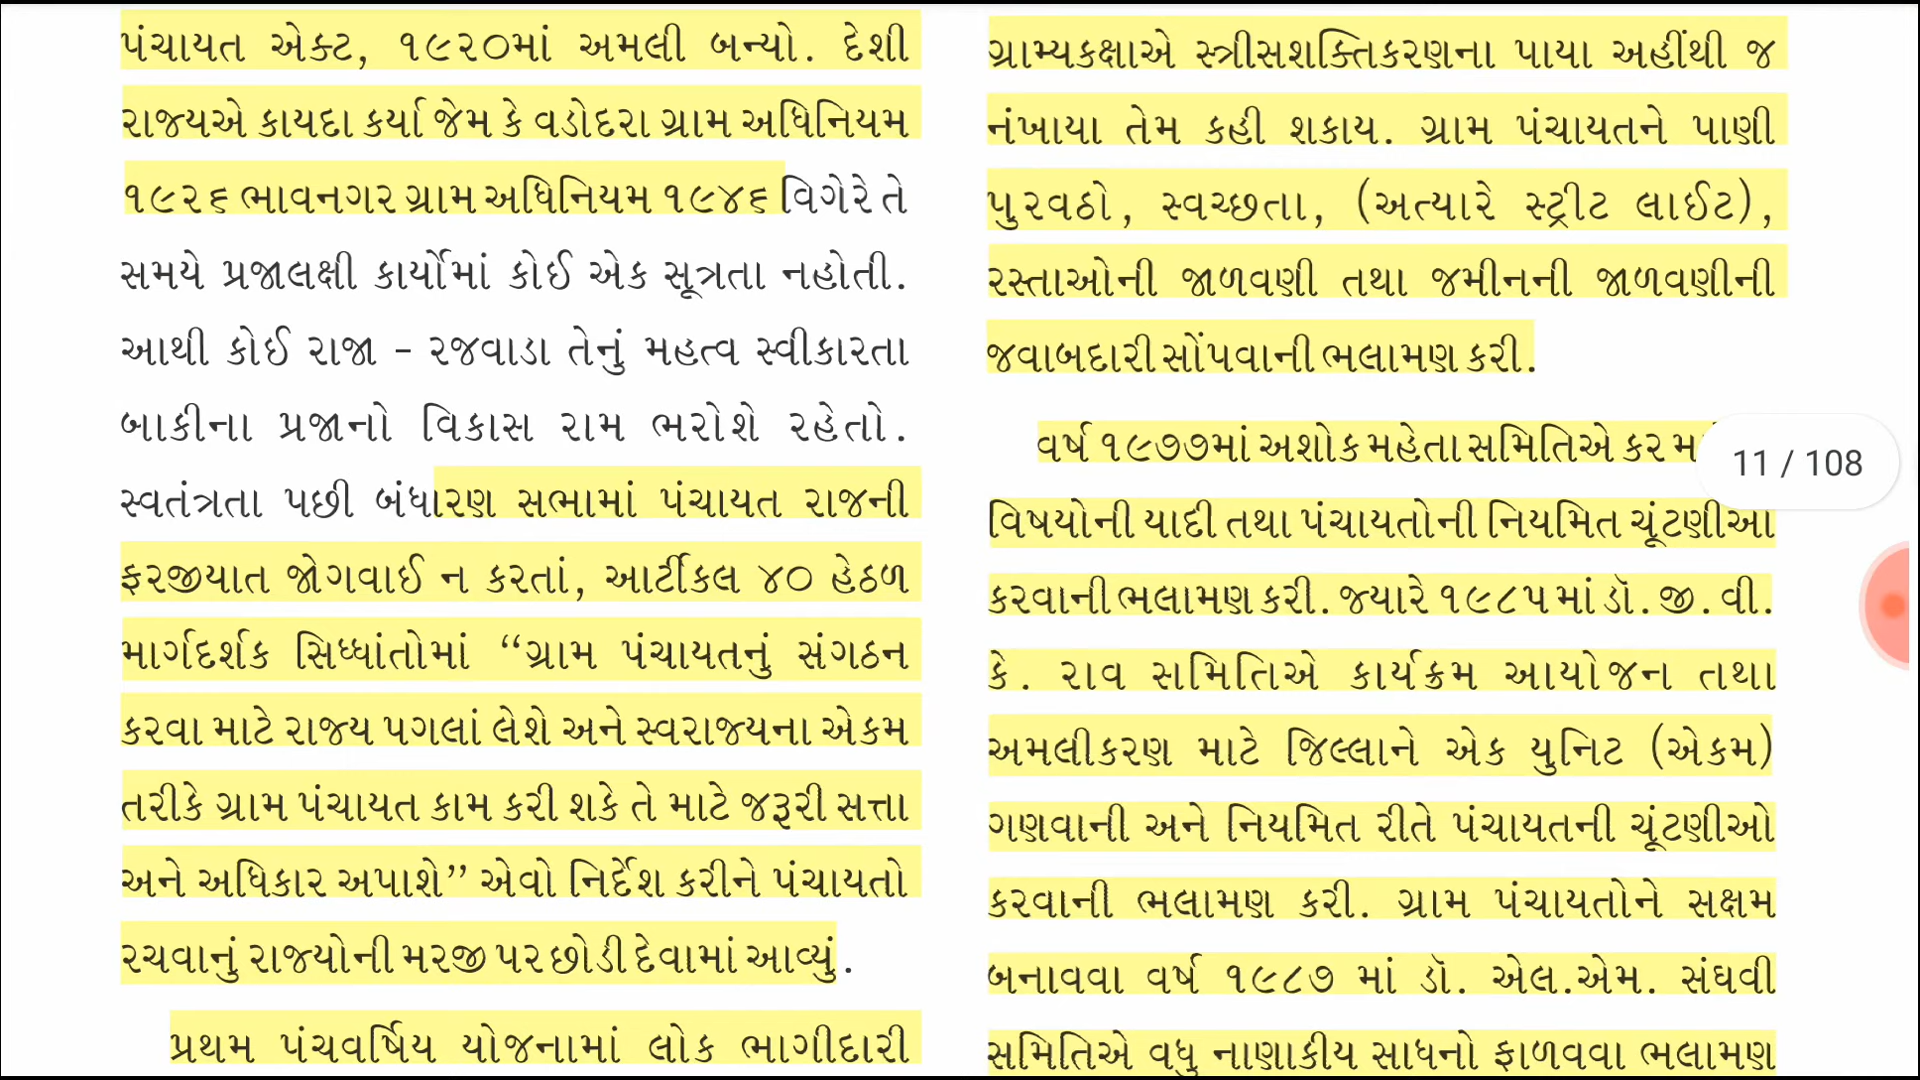 પંચાયત એક્ટ, ૧૯૨૦માં અમલી બન્યો. દેશી
રાજ્યએ કાયદા કર્યા જેમ કે વડોદરા ગ્રામ અધિનિયમ
૧૯૨૬ ભાવનગર ગ્રામ અધિનિયમ ૧૯૪૬ વિગેરે તે
સમયે પ્રજાલક્ષી કાર્યોમાં કોઈ એક સૂત્રતા નહોતી.
આથી કોઈ રાજા - રજવાડા તેનું મહત્વ સ્વીકારતા
બાકીના પ્રજાનો વિકાસ રામ ભરોશે રહેતો.
સ્વતંત્રતા પછી બંધારણ સભામાં પંચાયત રાજની
ફરજીયાત જોગવાઈ ન કરતાં, આર્ટીકલ ૪૦ હેઠળ
માર્ગદર્શક સિધ્ધાંતોમાં “ગ્રામ પંચાયતનું સંગઠન
કરવા માટે રાજ્ય પગલાં લેશે અને સ્વરાજ્યના એકમ
તરીકે ગ્રામ પંચાયત કામ કરી શકે તે માટે જરૂરી સત્તા
અને અધિકાર અપાશે” એવો નિર્દેશ કરીને પંચાયતો
રચવાનું રાજ્યોની મરજી પર છોડી દેવામાં આવ્યું.
પ્રથમ પંચવર્ષિય યોજનામાં લોક ભાગીદારી
ગ્રામ્યકક્ષાએ સ્ત્રીસશક્તિકરણના પાયા અહીંથી જ
નંખાયા તેમ કહી શકાય. ગ્રામ પંચાયતને પાણી
પુરવઠો, સ્વચ્છતા, (અત્યારે સ્ટ્રીટ લાઈટ),
રસ્તાઓની જાળવણી તથા જમીનની જાળવણીની
જવાબદારી સોંપવાની ભલામણ કરી.
વર્ષ ૧૯૭૭માં અશોક મહેતા સમિતિએ કર
વિષયોની યાદી તથા પંચાયતોની નિયમિત ચૂંટણીઓ
કરવાની ભલામણ કરી. જ્યારે ૧૯૮૫ માં ડૉ. જી. વી.
કે. રાવ સમિતિએ કાર્યક્રમ આયોજન તથા
અમલીકરણ માટે જિલ્લાને એક યુનિટ (એકમ)
ગણવાની અને નિયમિત રીતે પંચાયતની ચૂંટણીઓ
કરવાની ભલામણ કરી. ગ્રામ પંચાયતોને સક્ષમ
બનાવવા વર્ષ ૧૯૮૭ માં ડૉ. એલ.એમ. સંઘવી
સમિતિએ વધુ નાણાકીય સાધનો ફાળવવા ભલામણ
11 / 108